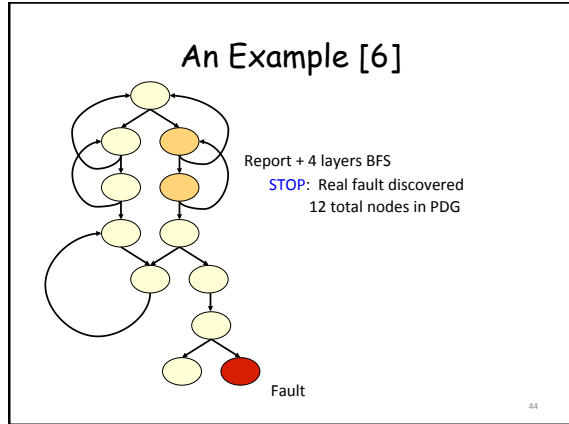 An Example [6]
Report + 4 layers BFS
STOP: Real fault discovered
12 total nodes in PDG
Fault
44